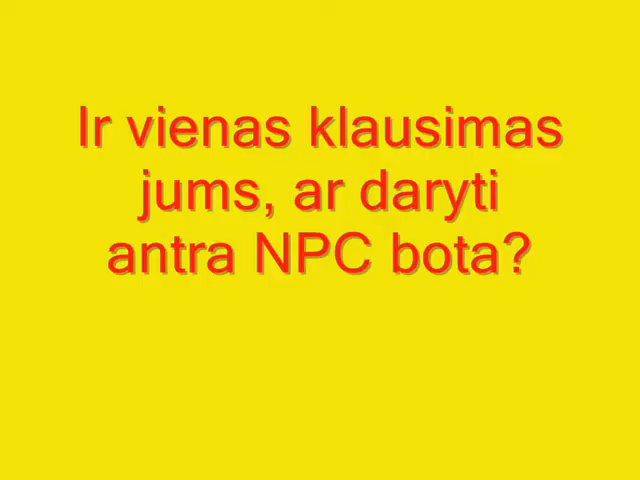 Ir vienas klausimas
jums, ar daryti
antra NPC bota?